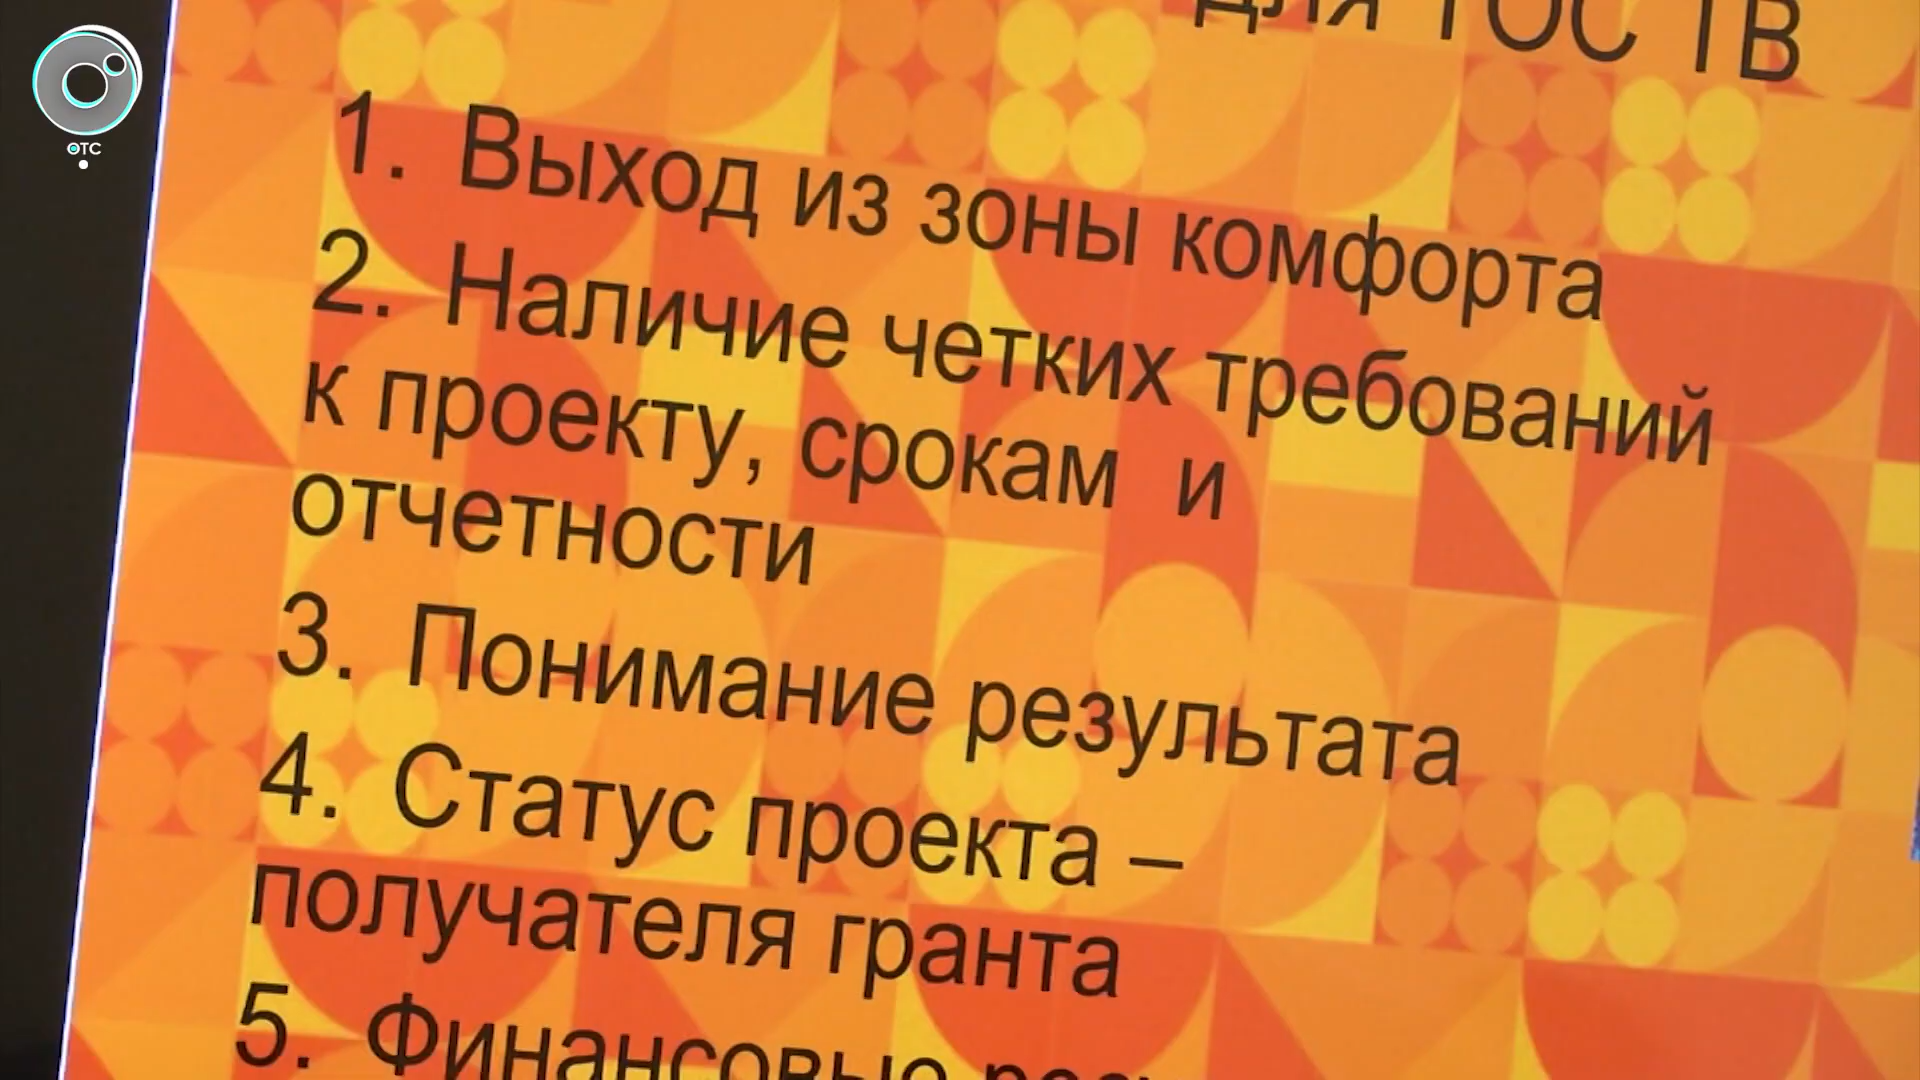 ОТС
для ТОС ТВ
1. Выход из зоны комфорта
2. Наличие четких требований
к проекту, срокам и
отчетности
3. Понимание результата
4. Статус проекта –
получателя гранта
5. Финансовые